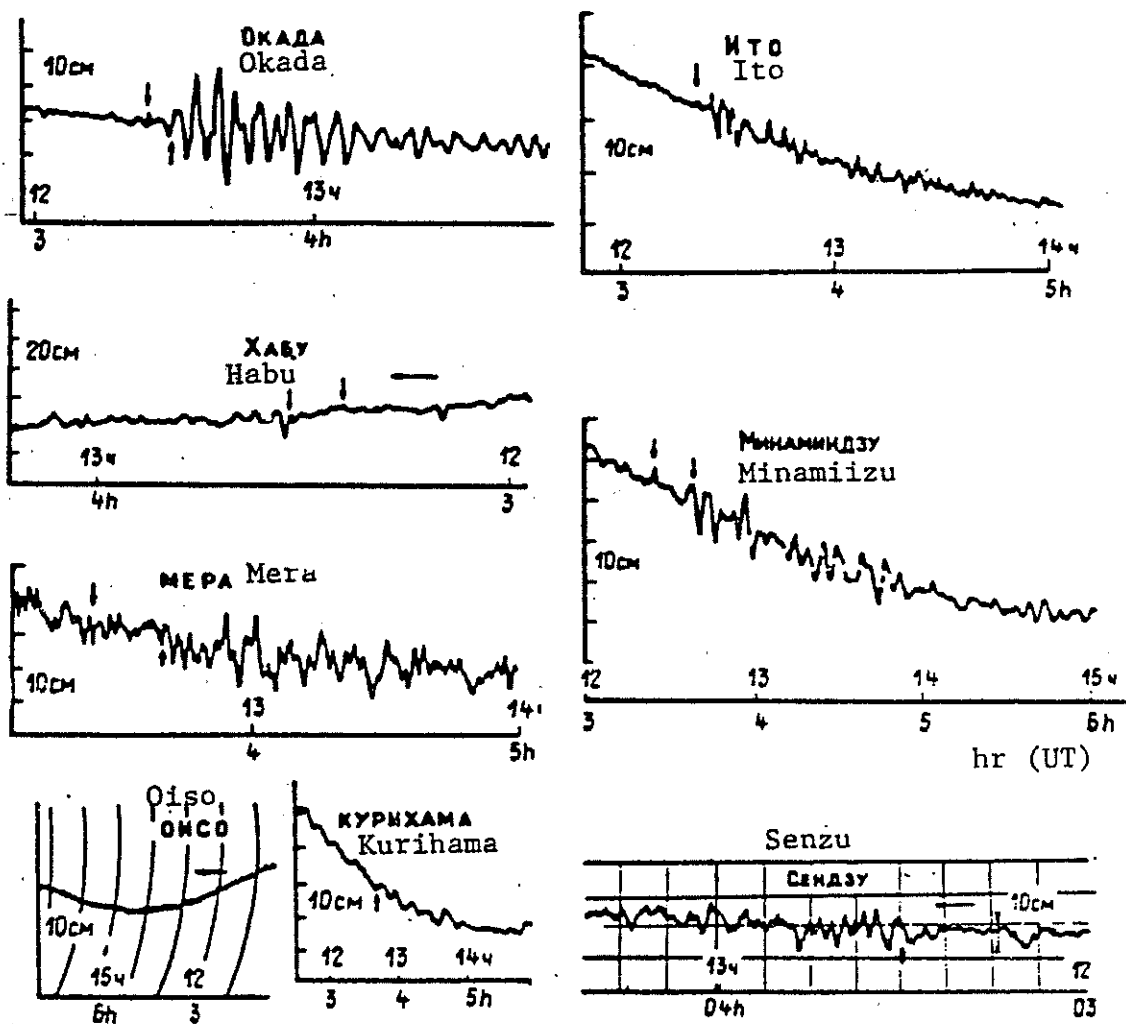 ОКАДА
Okada
10см
12
13ч
3
4h
ИТО
Ito
10см
12
13
14ч
3
4
5h
ХАБУ
Habu
20см
13ч
12
4h
3
МИНАМИИДЗУ
Minamiizu
10см
12
13
14
15ч
3
4
5
6h
hr (UT)
МЕРА Mera
10см
13
14
4
5h
Oiso
ОИСО
10см
15ч
12
6h
3
КУРИХАМА
Kurihama
10см
12
13
14ч
3
4
5h
Senzu
СЕНДЗУ
10см
13ч
12
04h
03